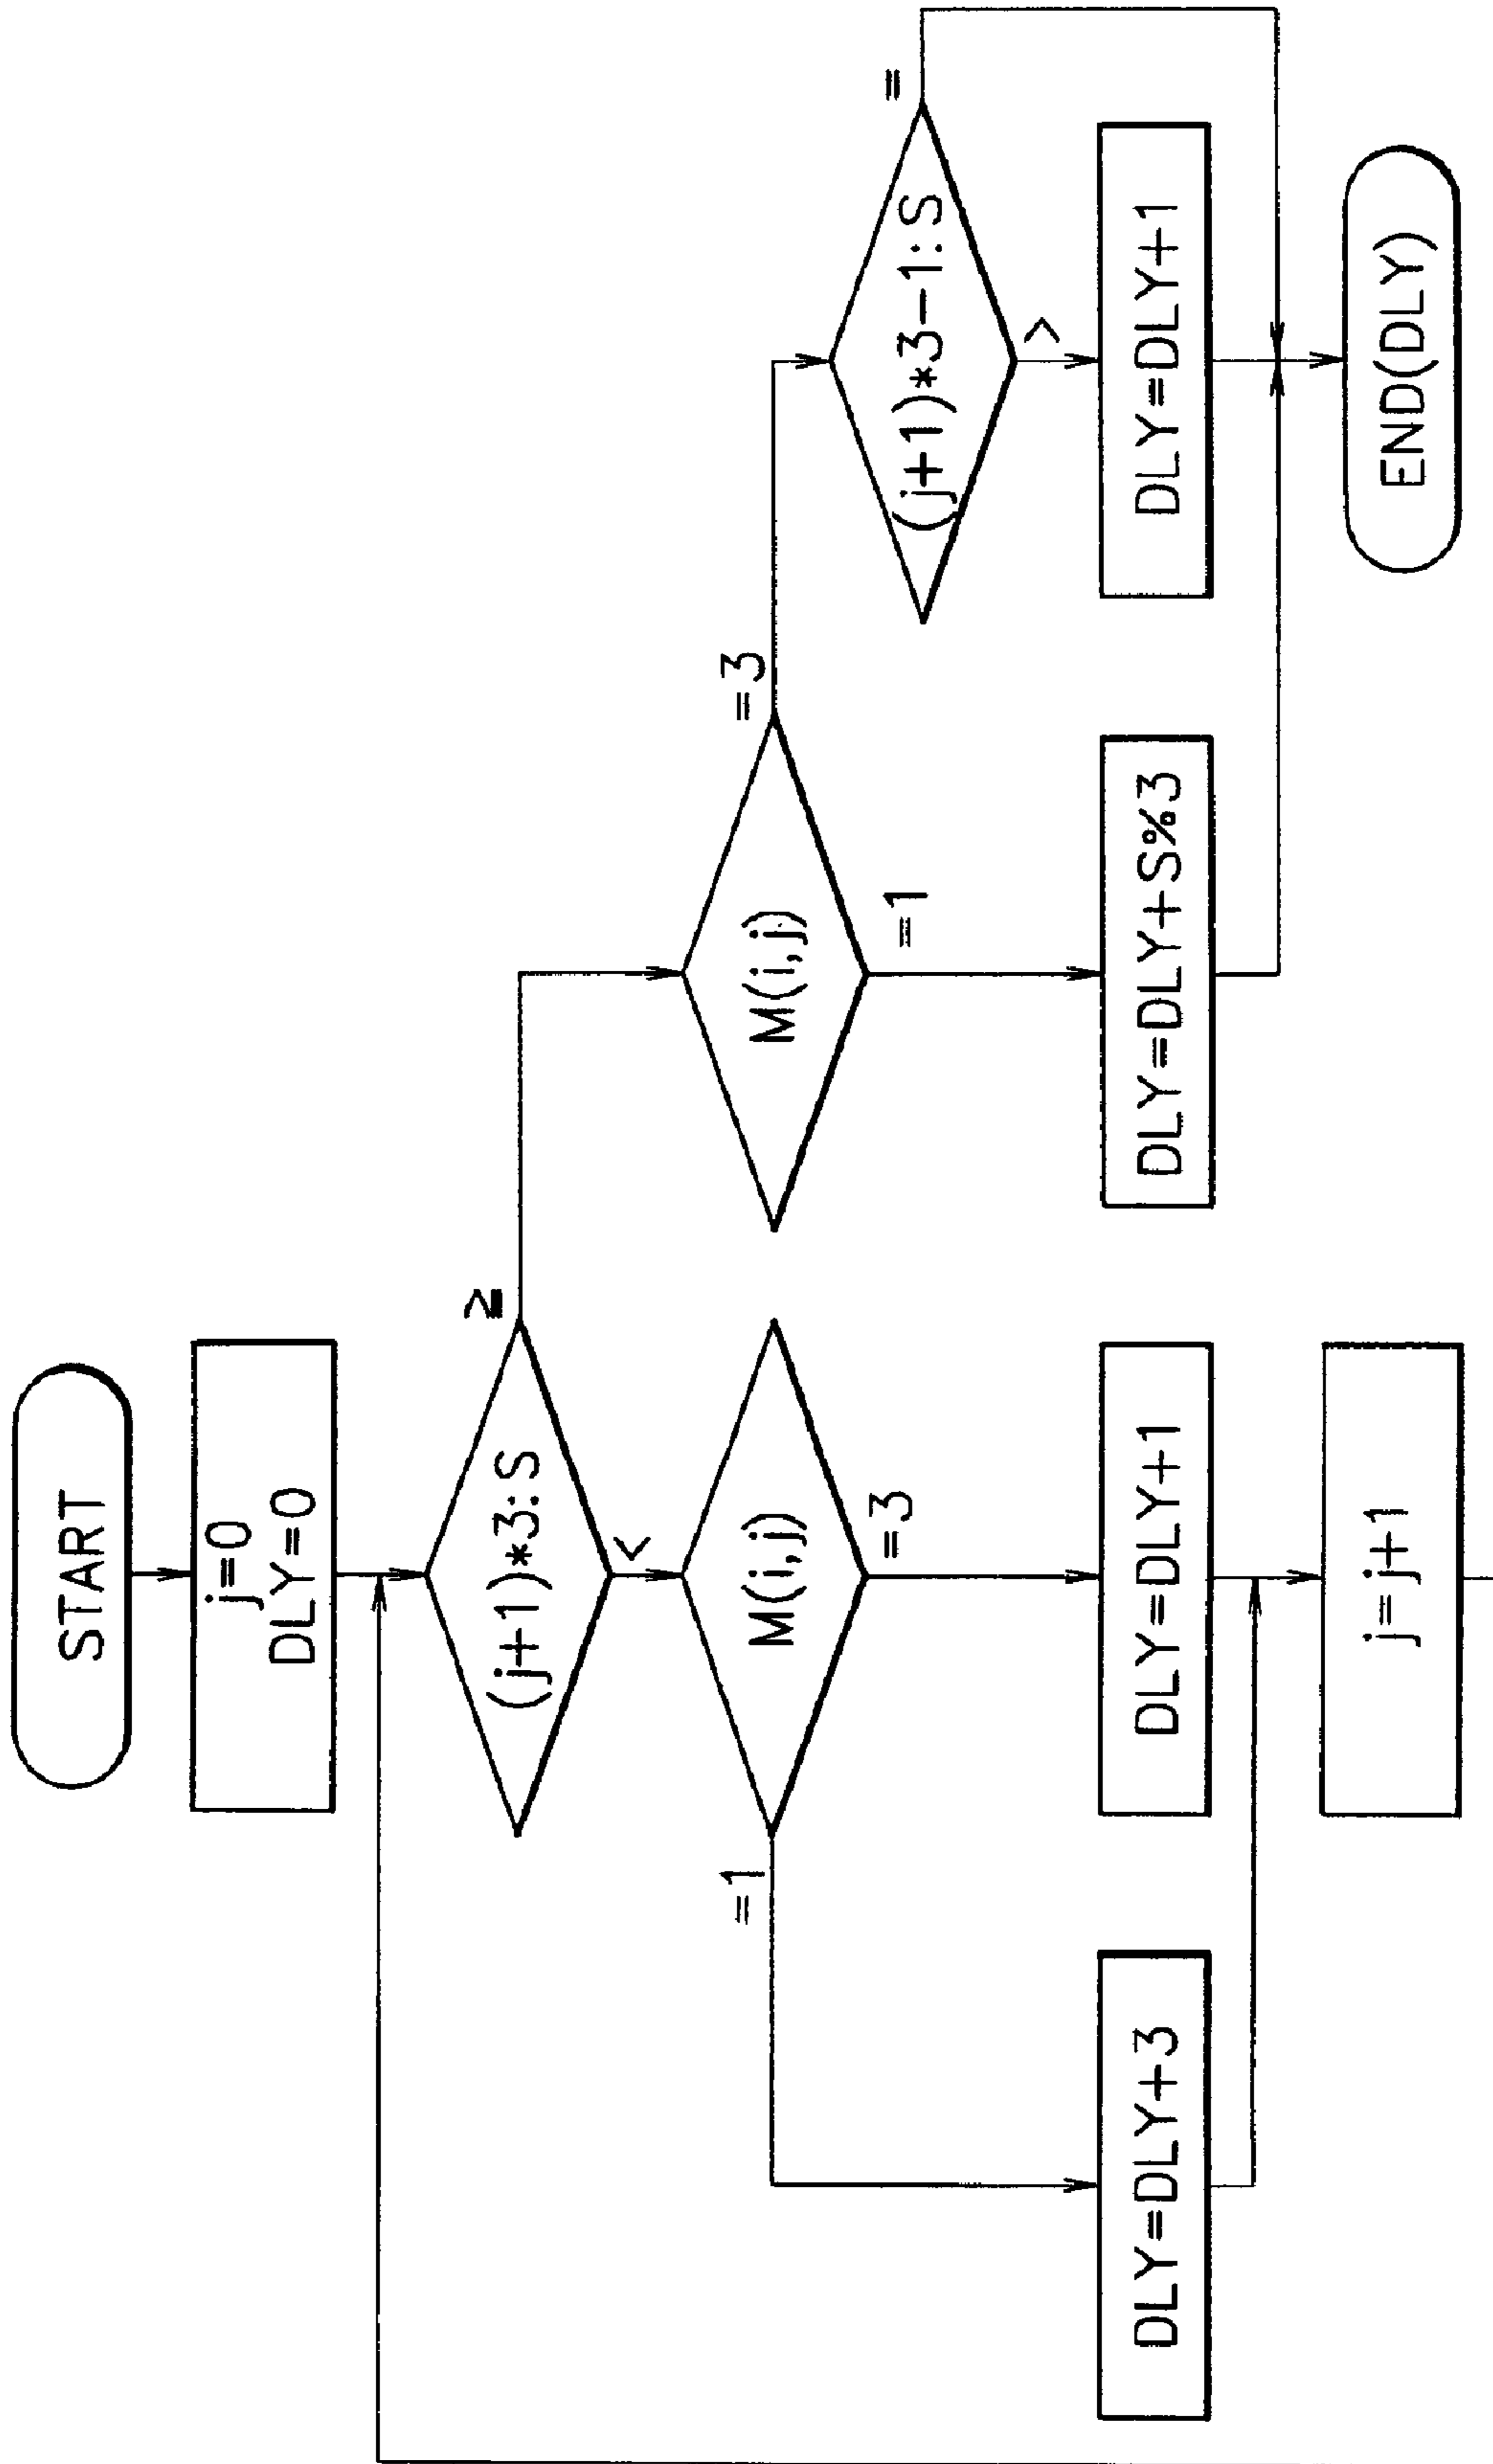 START
j=0
DLY=0
(j+1)*3:S
≧
<
M(i,j)
=1
=3
M(i,j)
=3
=1
(j+1)*3-1:S
=
>
DLY=DLY+3
DLY=DLY+1
DLY=DLY+S%3
DLY=DLY+1
j=j+1
END(DLY)